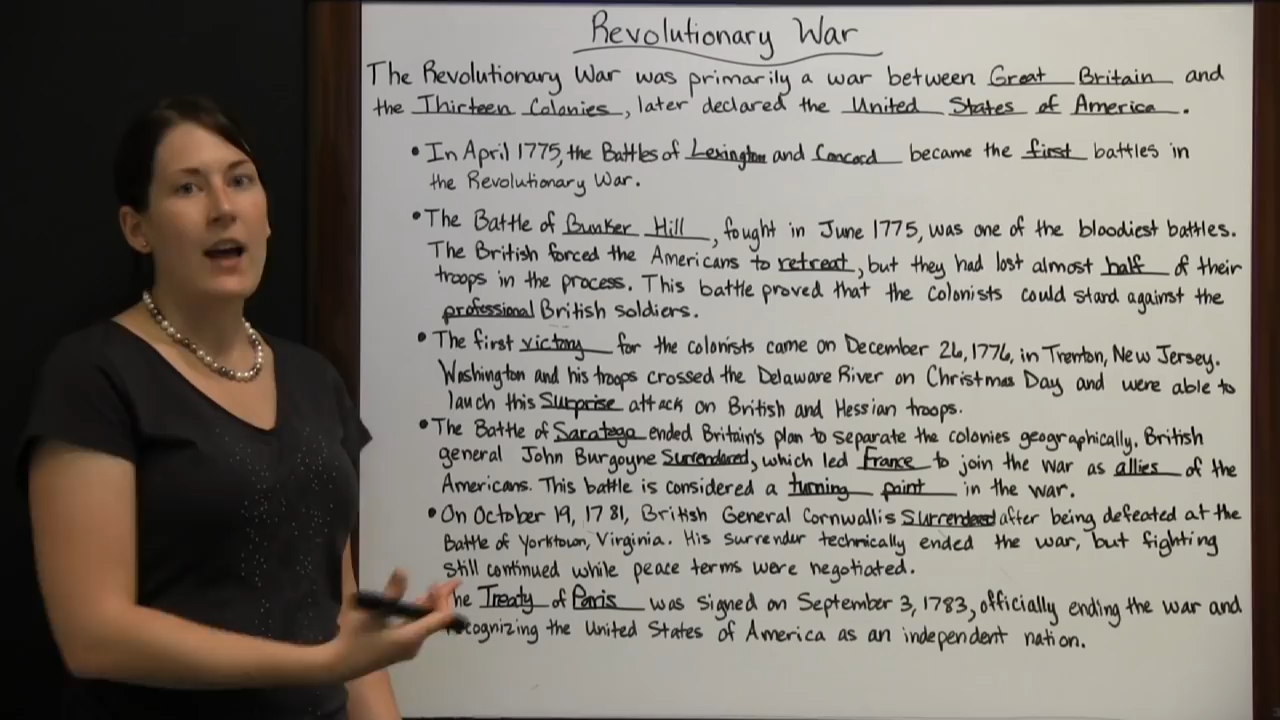 Revolutionary War
The Revolutionary War was primarily a war between Great Britain and
the Thirteen Colonies, later declared the United States of America.
• In April 1775, the Battles of Lexington and Concord became the first battles in
the Revolutionary War.
• The Battle of Bunker Hill, fought in June 1775, was one of the bloodiest battles.
The British forced the Americans to retreat, but they had lost almost half of their
troops in the process. This battle proved that the colonists could stand against the
professional British soldiers.
• The first victory for the colonists came on December 26, 1776, in Trenton, New Jersey.
Washington and his troops crossed the Delaware River on Christmas Day and were able to
lauch this Surprise attack on British and Hessian troops.
• The Battle of Saratoga ended Britain's plan to separate the colonies geographically. British
general John Burgoyne Surrendered, which led France to join the war as allies of the
Americans. This battle is considered a turning point in the war.
• On October 19, 1781, British General Cornwallis Surrendered after being defeated at the
Battle of Yorktown, Virginia. His surrender technically ended the war, but fighting
still continued while peace terms were negotiated.
he Treaty of Paris was signed on September 3, 1783, officially ending the war and
cognizing the United States of America as an independent nation.